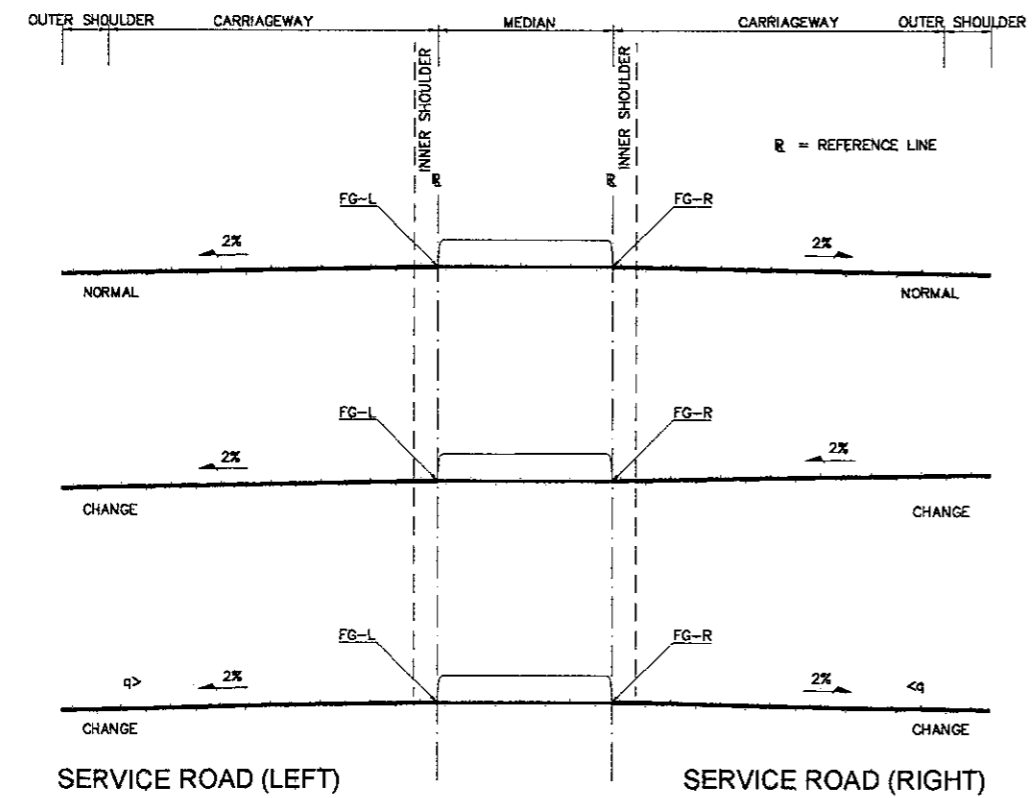 OUTER SHOULDER CARRIAGEWAY MEDIAN CARRIAGEWAY OUTER SHOULDER
INNER SHOULDER
INNER SHOULDER
R = REFERENCE LINE
R R
FG-L FG-R
2% 2%
NORMAL NORMAL
FG-L FG-R
2% 2%
CHANGE CHANGE
FG-L FG-R
q> 2% 2% <q
CHANGE CHANGE
SERVICE ROAD (LEFT) SERVICE ROAD (RIGHT)